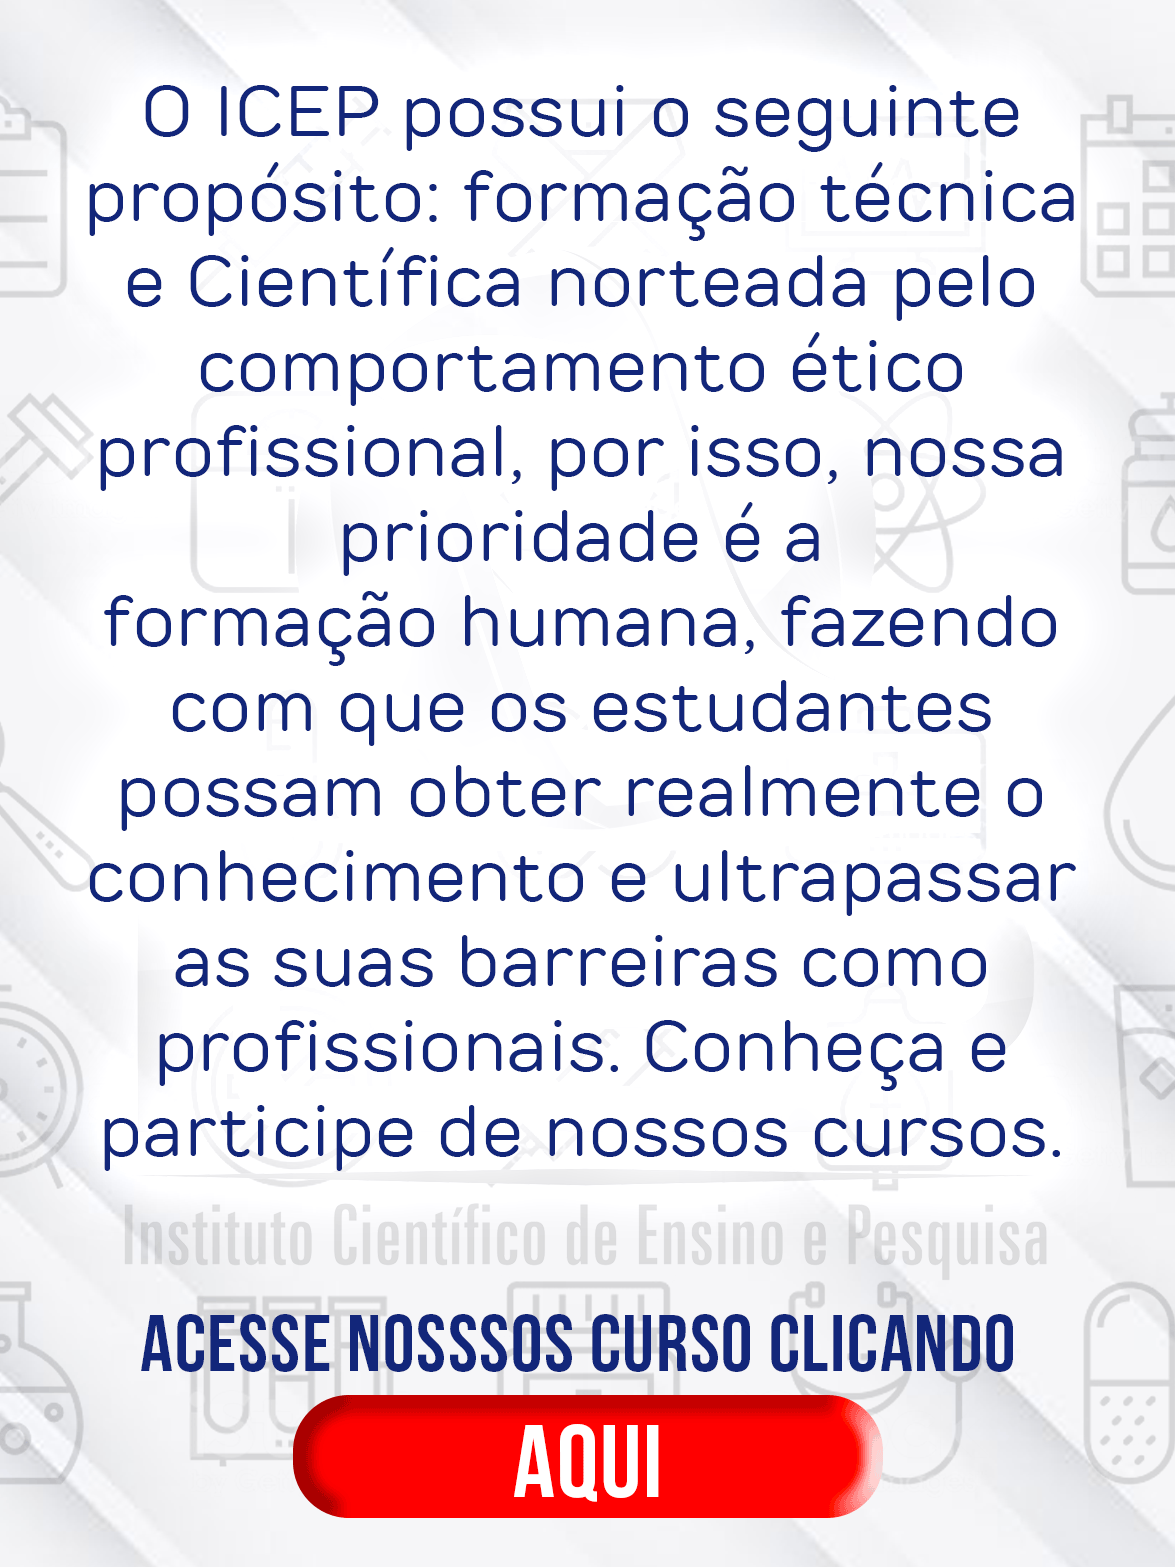 O ICEP possui o seguinte
propósito: formação técnica
e Científica norteada pelo
comportamento ético
profissional, por isso, nossa
prioridade é a
formação humana, fazendo
com que os estudantes
possam obter realmente o
conhecimento e ultrapassar
as suas barreiras como
profissionais. Conheça e
participe de nossos cursos.
Instituto Científico de Ensino e Pesquisa
ACESSE NOSSSOS CURSO CLICANDO
AQUI